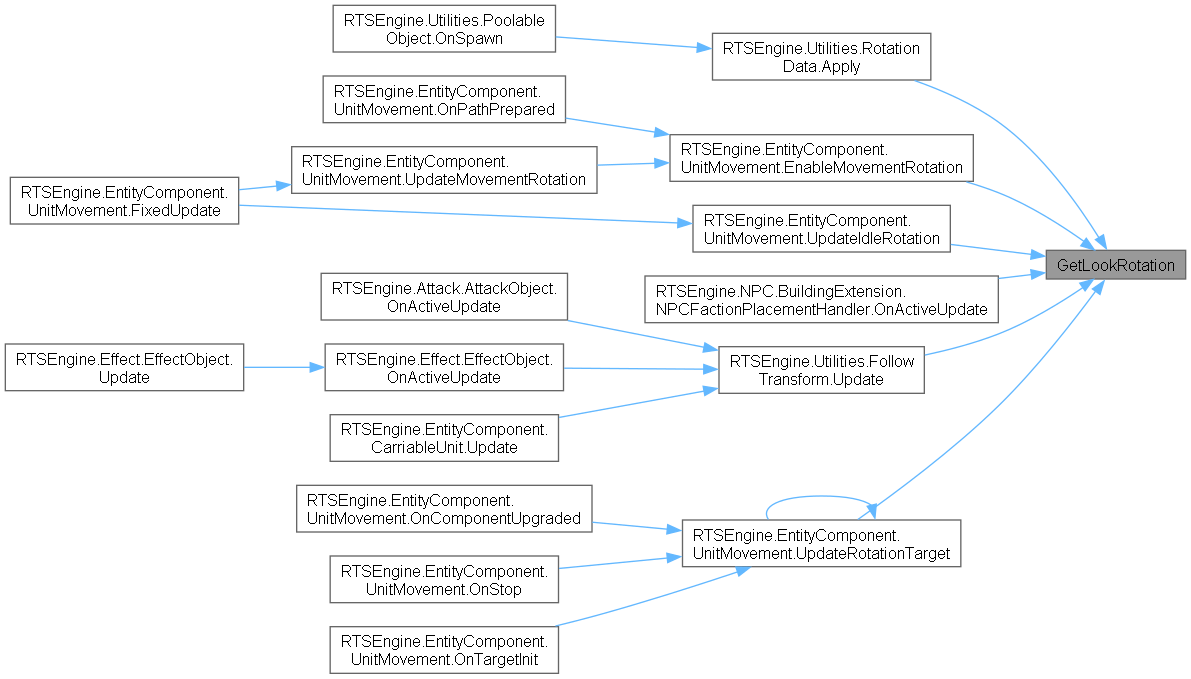 RTSEngine.Utilities.Poolable
Object.OnSpawn
RTSEngine.Utilities.Rotation
Data.Apply
RTSEngine.EntityComponent.
UnitMovement.OnPathPrepared
RTSEngine.EntityComponent.
UnitMovement.EnableMovementRotation
RTSEngine.EntityComponent.
UnitMovement.UpdateMovementRotation
RTSEngine.EntityComponent.
UnitMovement.FixedUpdate
RTSEngine.EntityComponent.
UnitMovement.UpdateIdleRotation
GetLookRotation
RTSEngine.Attack.AttackObject.
OnActiveUpdate
RTSEngine.NPC.BuildingExtension.
NPCFactionPlacementHandler.OnActiveUpdate
RTSEngine.Effect.EffectObject.
Update
RTSEngine.Effect.EffectObject.
OnActiveUpdate
RTSEngine.Utilities.Follow
Transform.Update
RTSEngine.EntityComponent.
CarriableUnit.Update
RTSEngine.EntityComponent.
UnitMovement.OnComponentUpgraded
RTSEngine.EntityComponent.
UnitMovement.UpdateRotationTarget
RTSEngine.EntityComponent.
UnitMovement.OnStop
RTSEngine.EntityComponent.
UnitMovement.OnTargetInit